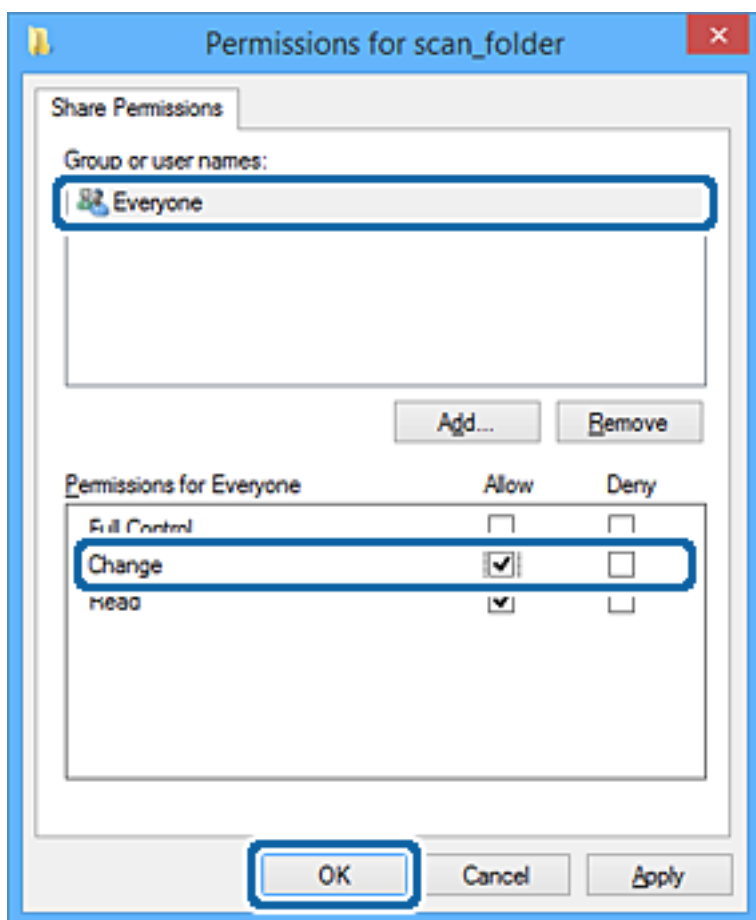 Permissions for scan_folder
Share Permissions
Group or user names:
Everyone
Add... Remove
Permissions for Everyone Allow Deny
Full Control
Change
Read
OK Cancel Apply